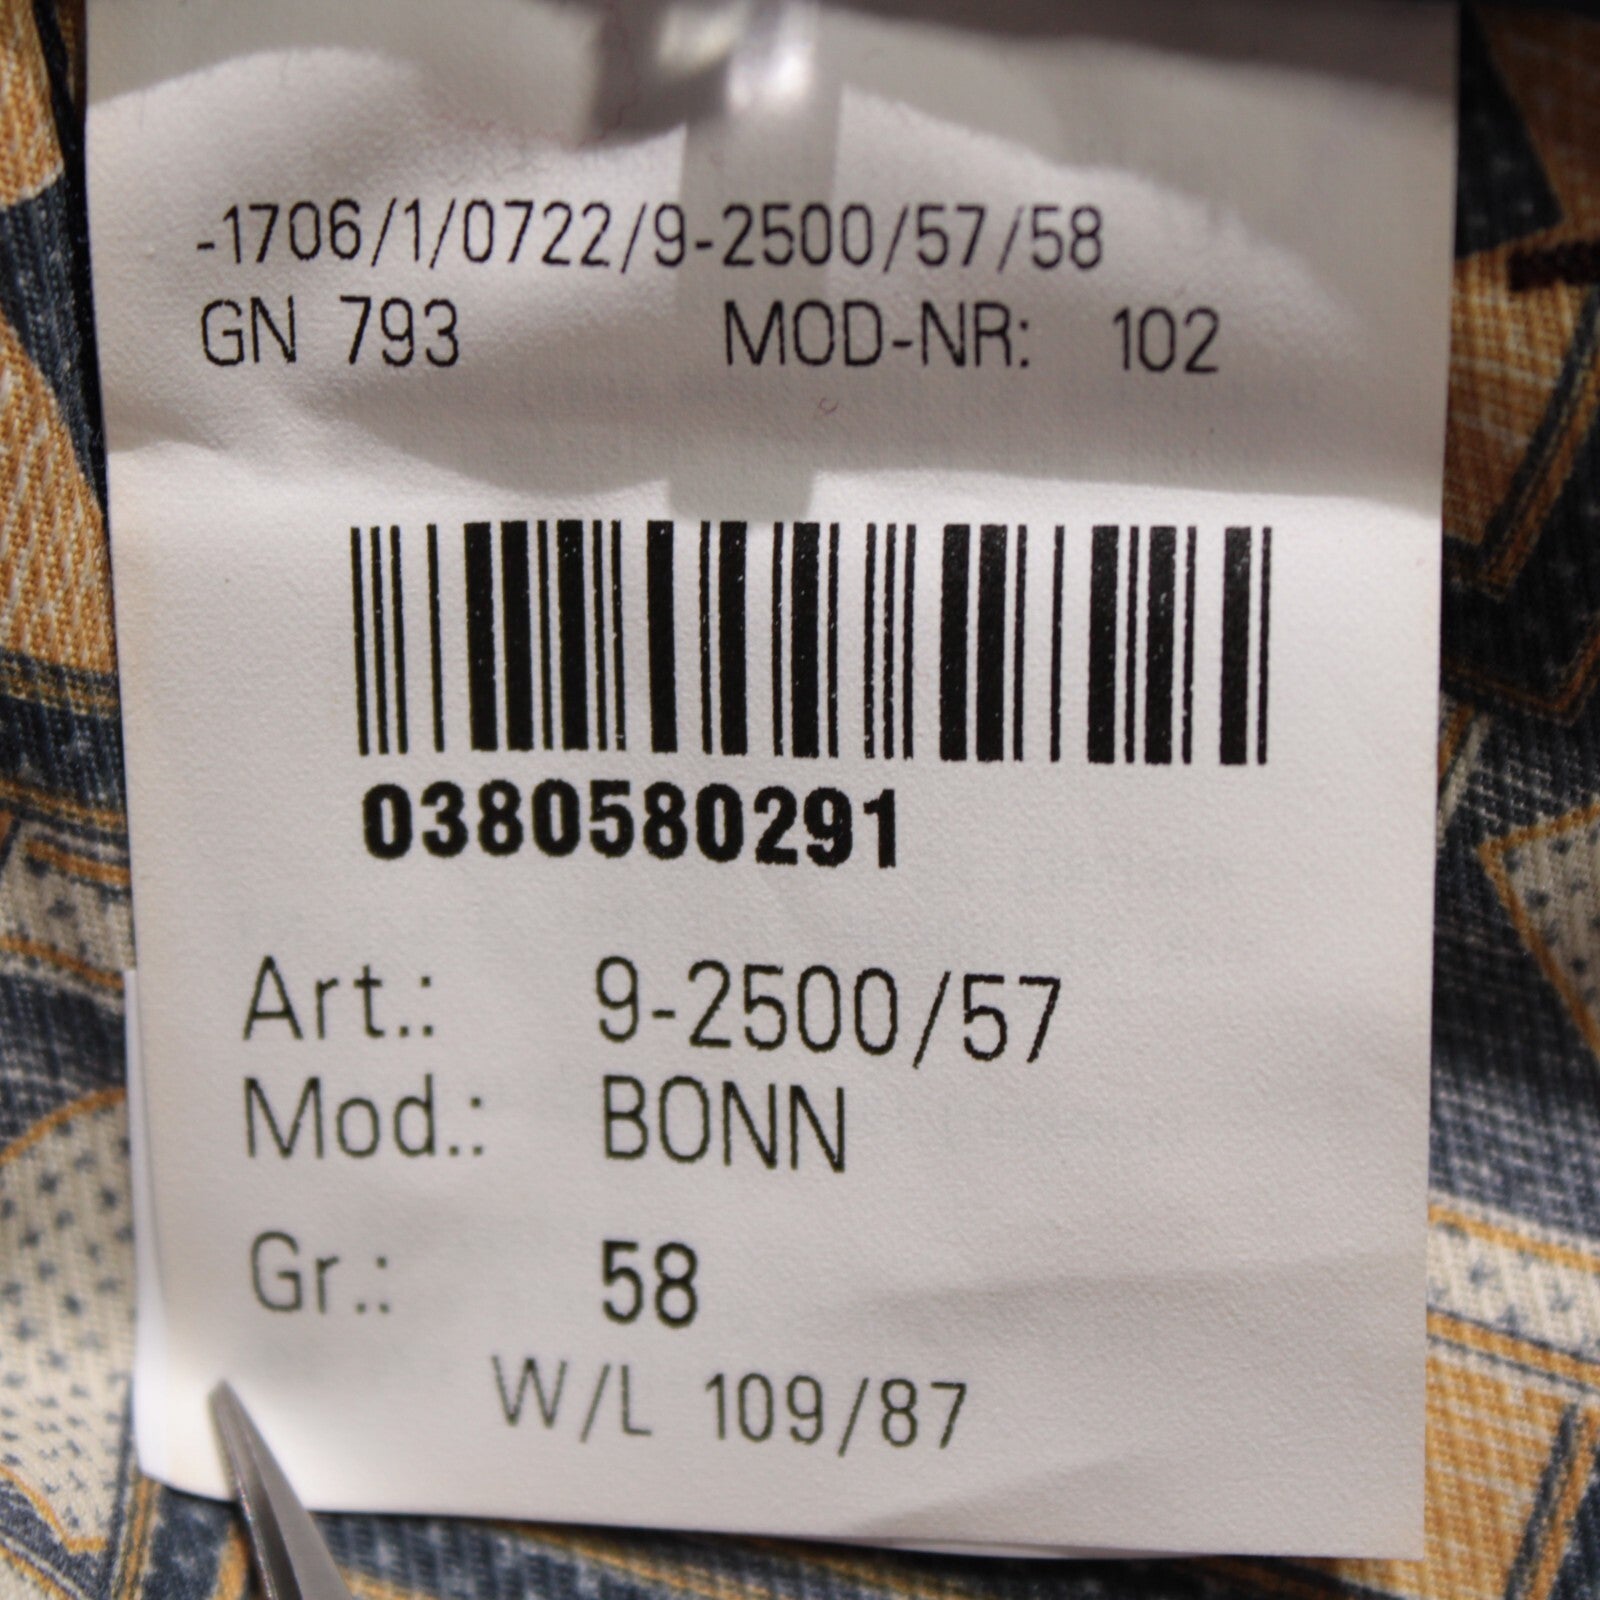 -1706/1/0722/9-2500/57/58
GN 793 MOD-NR: 102
0380580291
Art.: 9-2500/57
Mod.: BONN
Gr.: 58
W/L 109/87